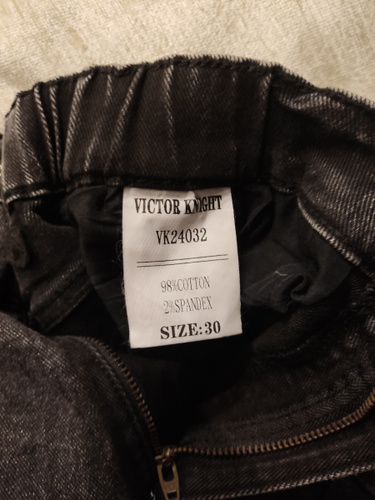 VICTOR KNIGHT
VK24032
98%COTTON
2%SPANDEX
SIZE:30